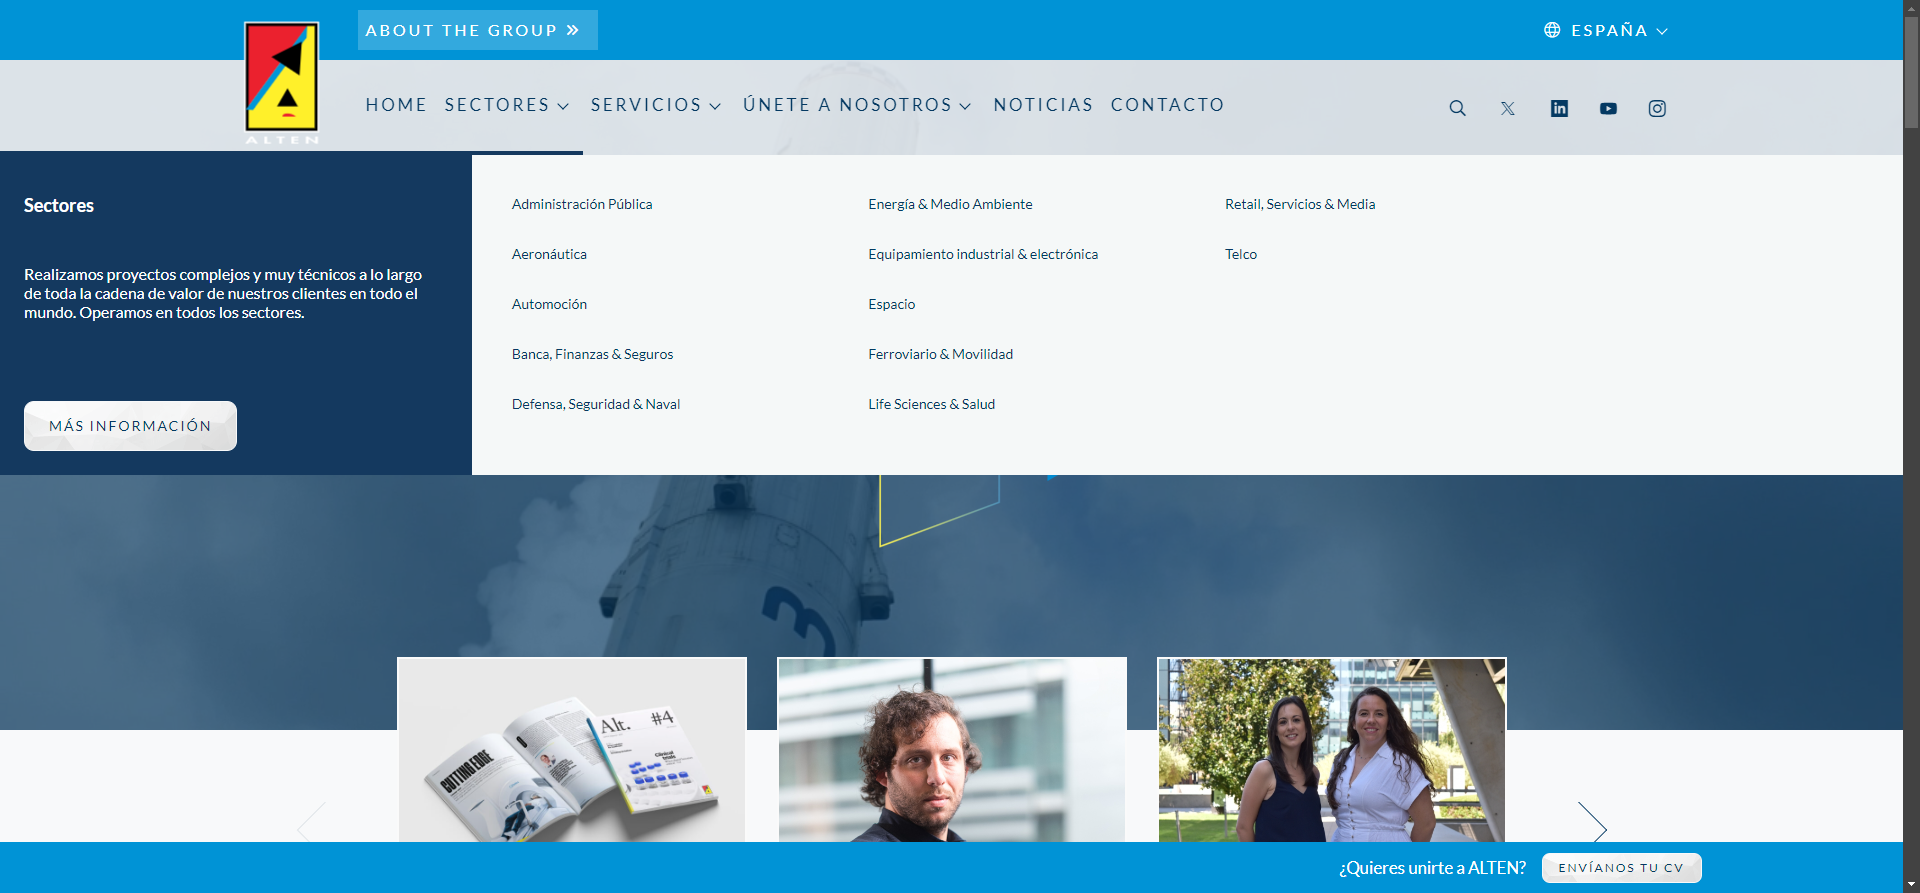 ABOUT THE GROUP »
ESPAÑA
ALTEN
HOME SECTORES SERVICIOS ÚNETE A NOSOTROS NOTICIAS CONTACTO
Sectores
Realizamos proyectos complejos y muy técnicos a lo largo
de toda la cadena de valor de nuestros clientes en todo el
mundo. Operamos en todos los sectores.
MÁS INFORMACIÓN
Administración Pública
Aeronáutica
Automoción
Banca, Finanzas & Seguros
Defensa, Seguridad & Naval
Energía & Medio Ambiente
Equipamiento industrial & electrónica
Espacio
Ferroviario & Movilidad
Life Sciences & Salud
Retail, Servicios & Media
Telco
3
CUTTING EDGE
Alt.
#4
Clinical
trials
¿Quieres unirte a ALTEN?
ENVÍANOS TU CV